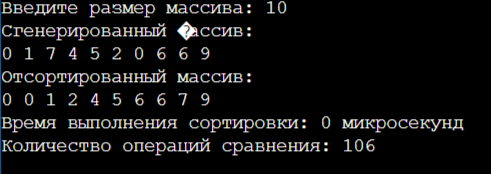 Введите размер массива: 10
Сгенерированный �ассив:
0 1 7 4 5 2 0 6 6 9
Отсортированный массив:
0 0 1 2 4 5 6 6 7 9
Время выполнения сортировки: 0 микросекунд
Количество операций сравнения: 106